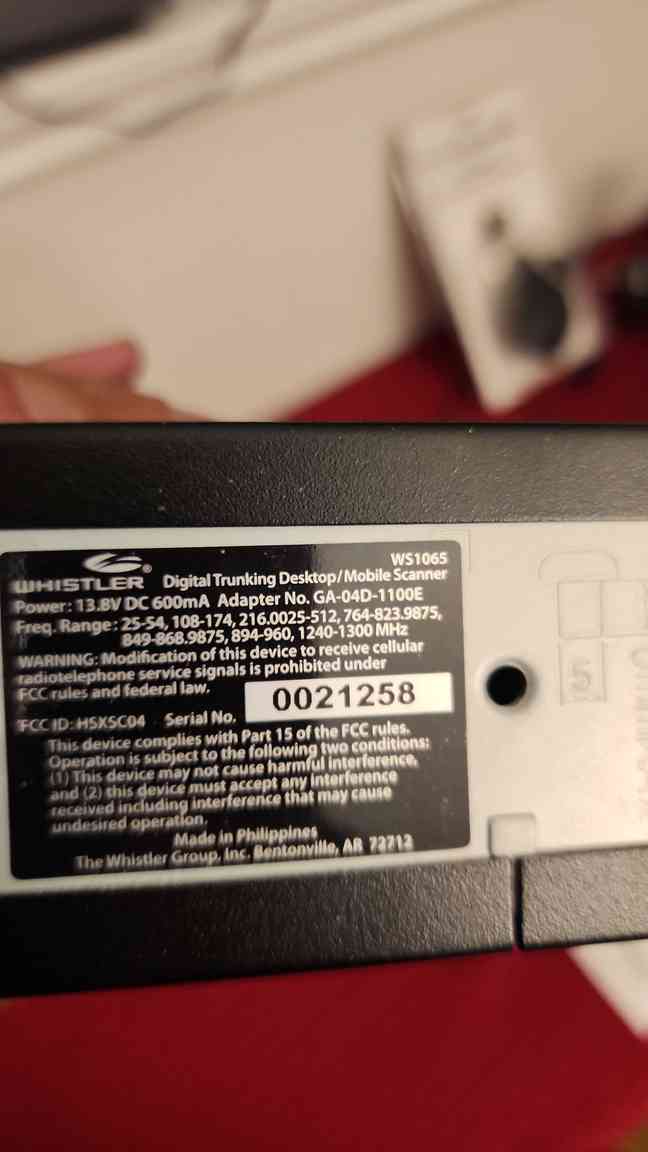 WS1065
WHISTLER® Digital Trunking Desktop/Mobile Scanner
Power: 13.8V DC 600mA Adapter No. GA-04D-1100E
Freq. Range: 25-54, 108-174, 216.0025-512, 764-823.9875,
849-868.9875, 894-960, 1240-1300 MHz
WARNING: Modification of this device to receive cellular
radiotelephone service signals is prohibited under
FCC rules and federal law.
0021258
FCC ID: HSXSC04 Serial No.
This device complies with Part 15 of the FCC rules.
Operation is subject to the following two conditions:
(1) This device may not cause harmful interference,
and (2) this device must accept any interference
received including interference that may cause
undesired operation.
Made in Philippines
The Whistler Group, Inc. Bentonville, AR 72712
5